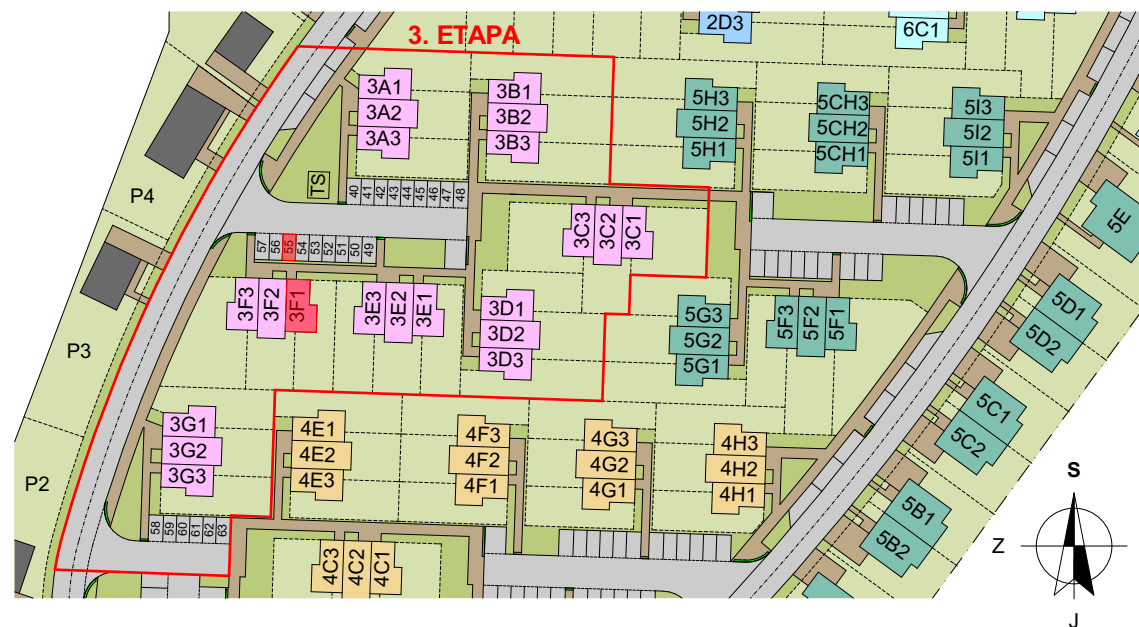 2D3
6C1
3. ETAPA
3A1
3A2
3A3
3B1
3B2
3B3
5H3
5H2
5H1
5CH3
5CH2
5CH1
5I3
5I2
5I1
P4
TS
40
41
42
43
44
45
46
47
48
3C3
3C2
3C1
5E
57
56
55
54
53
52
51
50
49
3F3
3F2
3F1
3E3
3E2
3E1
3D1
3D2
3D3
5G3
5G2
5G1
5F3
5F2
5F1
5D1
5D2
P3
3G1
3G2
3G3
4E1
4E2
4E3
4F3
4F2
4F1
4G3
4G2
4G1
4H3
4H2
4H1
5C1
5C2
P2
58
59
60
61
62
63
4C3
4C2
4C1
5B1
5B2
S
Z
J